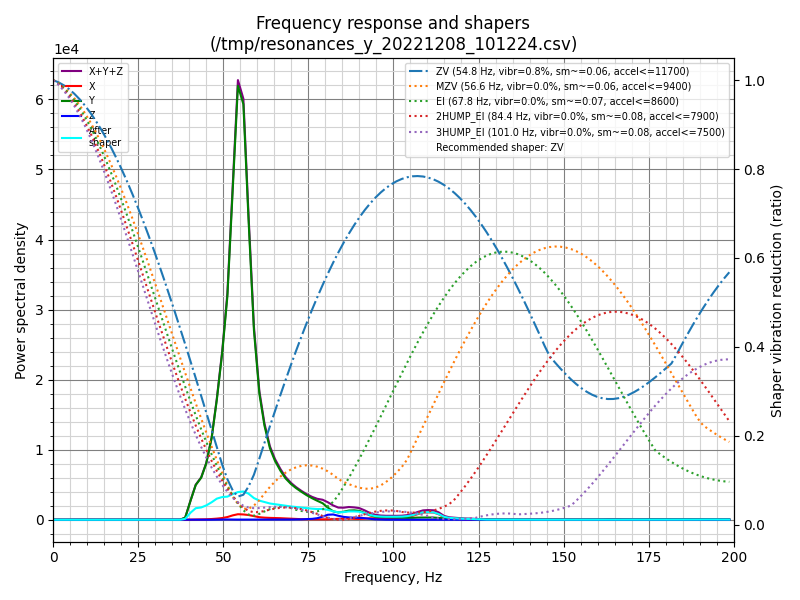 Frequency response and shapers
(/tmp/resonances_y_20221208_101224.csv)
1e4
X+Y+Z
X
Y
Z
After
shaper
ZV (54.8 Hz, vibr=0.8%, sm~=0.06, accel<=11700)
MZV (56.6 Hz, vibr=0.0%, sm~=0.06, accel<=9400)
EI (67.8 Hz, vibr=0.0%, sm~=0.07, accel<=8600)
2HUMP_EI (84.4 Hz, vibr=0.0%, sm~=0.08, accel<=7900)
3HUMP_EI (101.0 Hz, vibr=0.0%, sm~=0.08, accel<=7500)
Recommended shaper: ZV
Power spectral density
6
5
4
3
2
1
0
1.0
0.8
0.6
0.4
0.2
0.0
Shaper vibration reduction (ratio)
0 25 50 75 100 125 150 175 200
Frequency, Hz